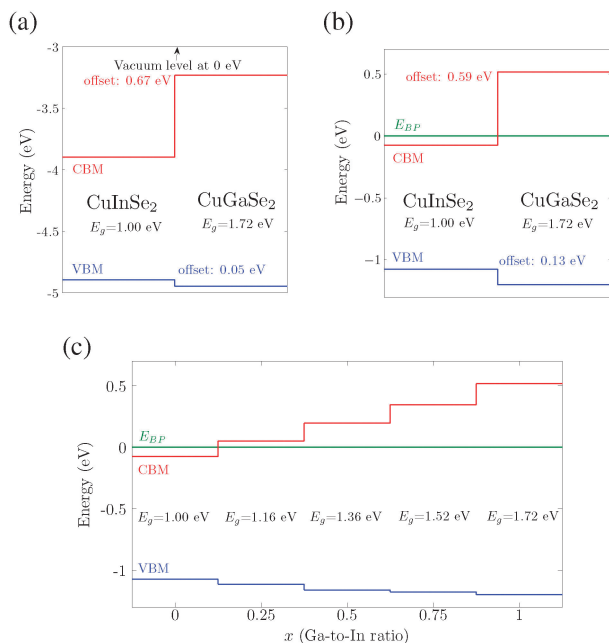 (a)
-3
Vacuum level at 0 eV
offset: 0.67 eV
-3.5
Energy (eV)
-4
CBM
CuInSe2
CuGaSe2
Eg=1.00 eV
Eg=1.72 eV
-4.5
VBM
offset: 0.05 eV
-5
(b)
0.5
offset: 0.59 eV
EBP
0
CBM
Energy (eV)
−0.5
CuInSe2
CuGaSe2
Eg=1.00 eV
Eg=1.72 eV
−1
VBM
offset: 0.13 eV
(c)
0.5
EBP
0
CBM
Energy (eV)
-0.5
Eg=1.00 eV
Eg=1.16 eV
Eg=1.36 eV
Eg=1.52 eV
Eg=1.72 eV
VBM
-1
0
0.25
0.5
0.75
1
x (Ga-to-In ratio)